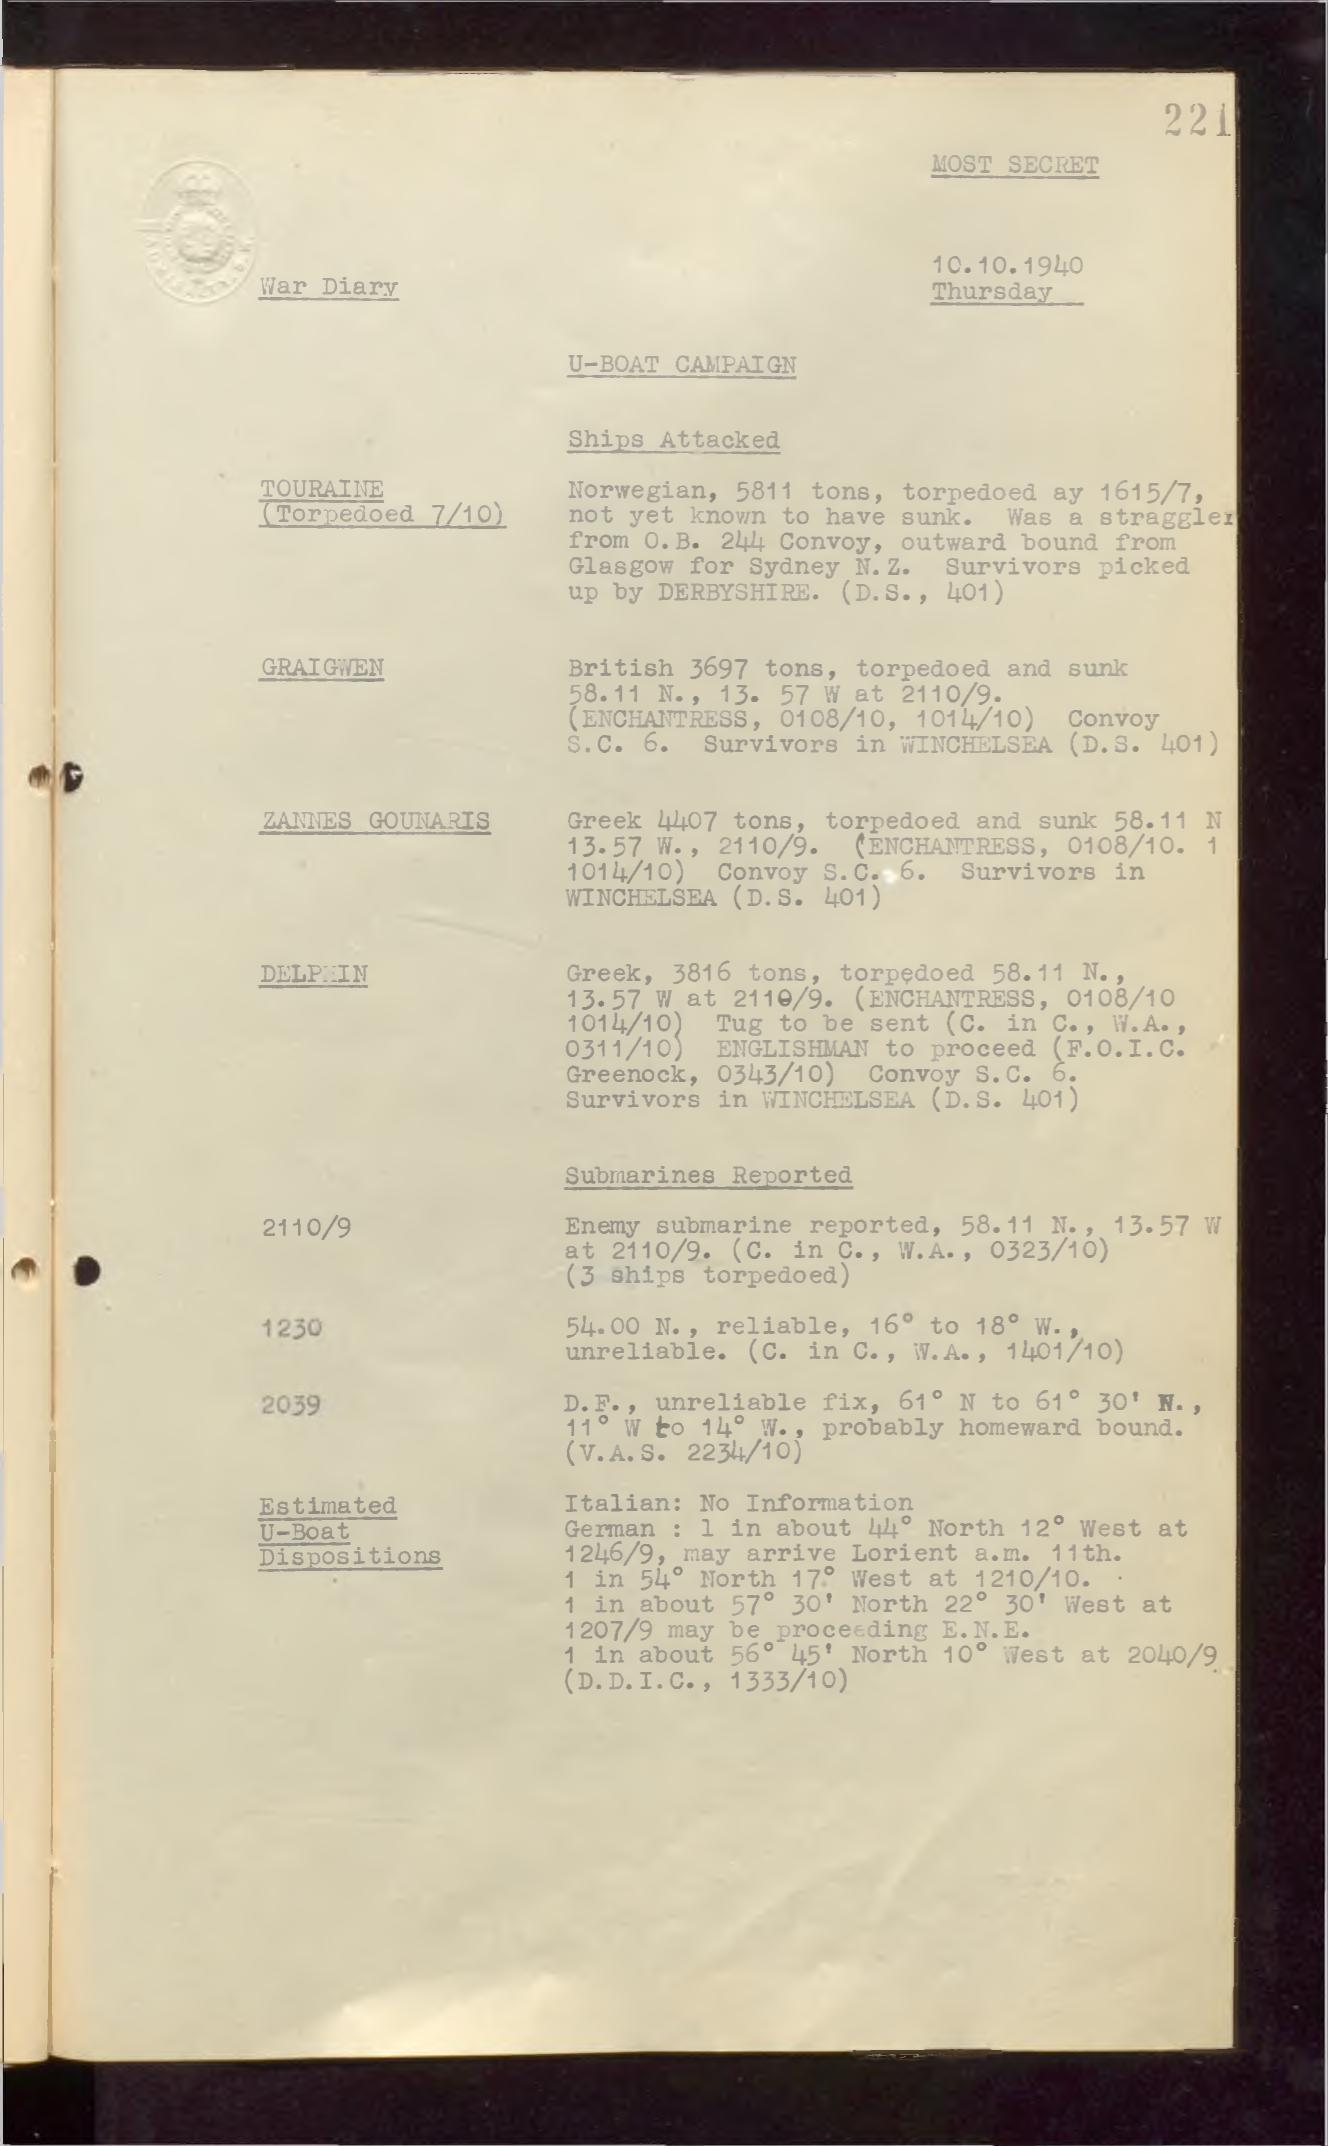 221
MOST SECRET
10.10.1940
War Diary
Thursday
U-BOAT CAMPAIGN
Ships Attacked
TOURAINE
(Torpedoed 7/10)
Norwegian, 5811 tons, torpedoed ay 1615/7,
not yet known to have sunk. Was a straggler
from O.B. 244 Convoy, outward bound from
Glasgow for Sydney N.Z. Survivors picked
up by DERBYSHIRE. (D.S., 401)
GRAIGWEN
British 3697 tons, torpedoed and sunk
58.11 N., 13. 57 W at 2110/9.
(ENCHANTRESS, 0108/10, 1014/10) Convoy
S.C. 6. Survivors in WINCHELSEA (D.S. 401)
ZANNES GOUNARIS
Greek 4407 tons, torpedoed and sunk 58.11 N
13.57 W., 2110/9. (ENCHANTRESS, 0108/10. 1
1014/10) Convoy S.C. 6. Survivors in
WINCHELSEA (D.S. 401)
DELPHIN
Greek, 3816 tons, torpedoed 58.11 N.,
13.57 W at 2110/9. (ENCHANTRESS, 0108/10
1014/10) Tug to be sent (C. in C., W.A.,
0311/10) ENGLISHMAN to proceed (F.O.I.C.
Greenock, 0343/10) Convoy S.C. 6.
Survivors in WINCHELSEA (D.S. 401)
Submarines Reported
2110/9
Enemy submarine reported, 58.11 N., 13.57 W
at 2110/9. (C. in C., W.A., 0323/10)
(3 ships torpedoed)
1230
54.00 N., reliable, 16° to 18° W.,
unreliable. (C. in C., W.A., 1401/10)
2039
D.F., unreliable fix, 61° N to 61° 30' N.,
11° W to 14° W., probably homeward bound.
(V.A.S. 2234/10)
Estimated
U-Boat
Dispositions
Italian: No Information
German : 1 in about 44° North 12° West at
1246/9, may arrive Lorient a.m. 11th.
1 in 54° North 17° West at 1210/10.
1 in about 57° 30' North 22° 30' West at
1207/9 may be proceeding E.N.E.
1 in about 56° 45' North 10° West at 2040/9
(D.D.I.C., 1333/10)